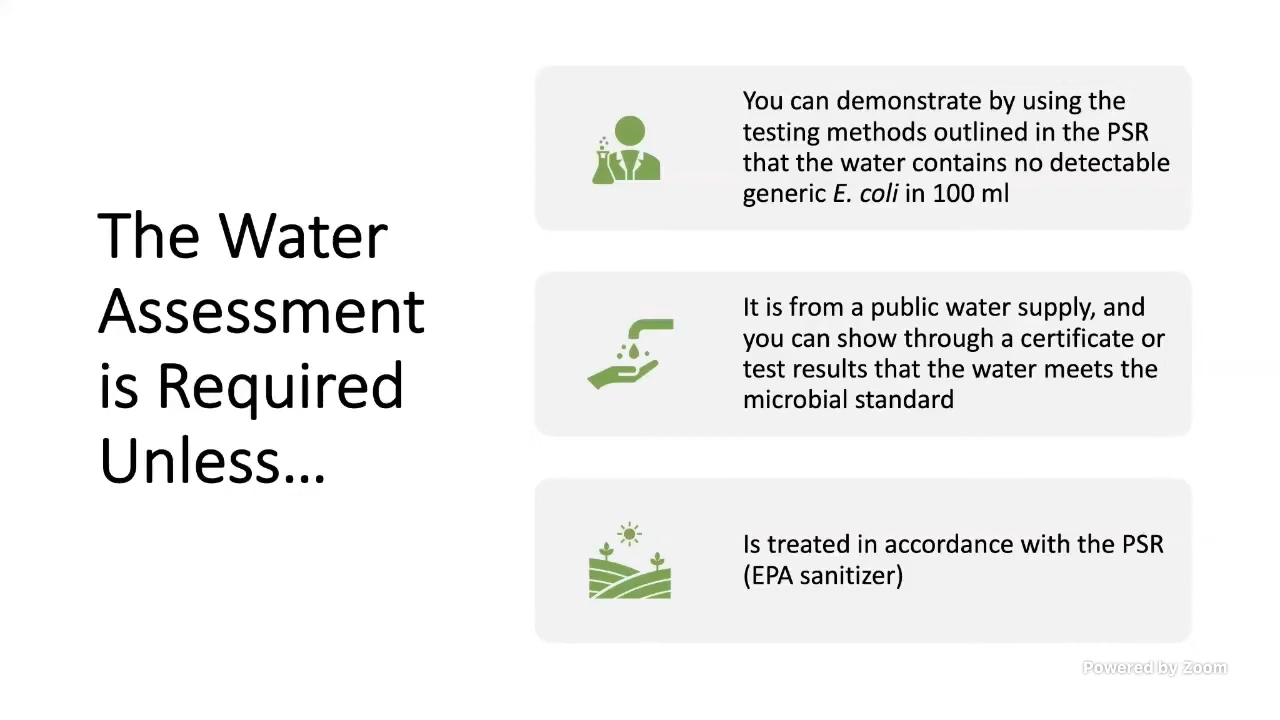 The Water
Assessment
is Required
Unless...
You can demonstrate by using the
testing methods outlined in the PSR
that the water contains no detectable
generic E. coli in 100 ml
It is from a public water supply, and
you can show through a certificate or
test results that the water meets the
microbial standard
Is treated in accordance with the PSR
(EPA sanitizer)
Powered by Zoom